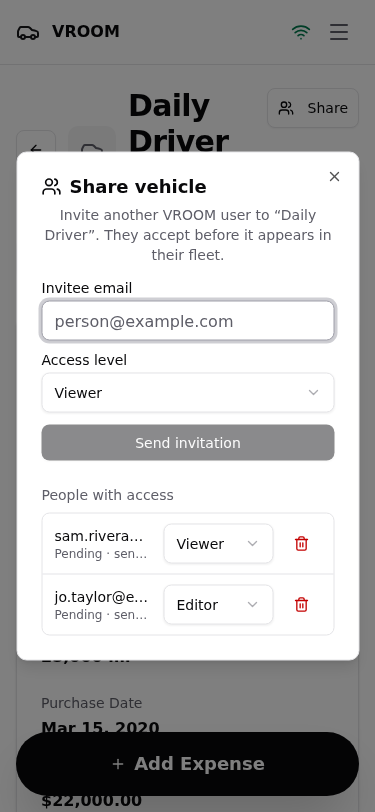 VROOM
Daily
Driver
Share
Share vehicle
Invite another VROOM user to “Daily
Driver”. They accept before it appears in
their fleet.
Invitee email
person@example.com
Access level
Viewer
Send invitation
People with access
sam.rivera…
Pending · sen…
Viewer
jo.taylor@e…
Pending · sen…
Editor
Purchase Date
Mar 15, 2020
+ Add Expense
$22,000.00